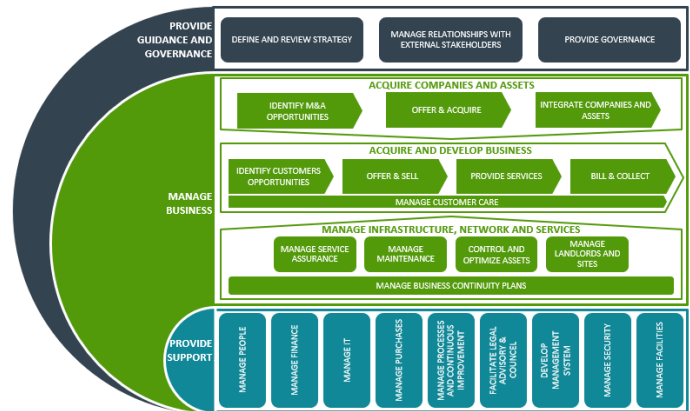 PROVIDE
GUIDANCE AND
GOVERNANCE
DEFINE AND REVIEW STRATEGY
MANAGE RELATIONSHIPS WITH
EXTERNAL STAKEHOLDERS
PROVIDE GOVERNANCE
MANAGE
BUSINESS
ACQUIRE COMPANIES AND ASSETS
IDENTIFY M&A
OPPORTUNITIES
OFFER & ACQUIRE
INTEGRATE COMPANIES AND
ASSETS
ACQUIRE AND DEVELOP BUSINESS
IDENTIFY CUSTOMERS
OPPORTUNITIES
OFFER & SELL
PROVIDE SERVICES
BILL & COLLECT
MANAGE CUSTOMER CARE
MANAGE INFRASTRUCTURE, NETWORK AND SERVICES
MANAGE SERVICE
ASSURANCE
MANAGE
MAINTENANCE
CONTROL AND
OPTIMIZE ASSETS
MANAGE
LANDLORDS AND
SITES
MANAGE BUSINESS CONTINUITY PLANS
PROVIDE
SUPPORT
MANAGE PEOPLE
MANAGE FINANCE
MANAGE IT
MANAGE PURCHASES
MANAGE PROCESSES
AND CONTINUOUS
IMPROVEMENT
FACILITATE LEGAL
ADVISORY &
COUNCEL
DEVELOP
MANAGEMENT
SYSTEM
MANAGE SECURITY
MANAGE FACILITIES